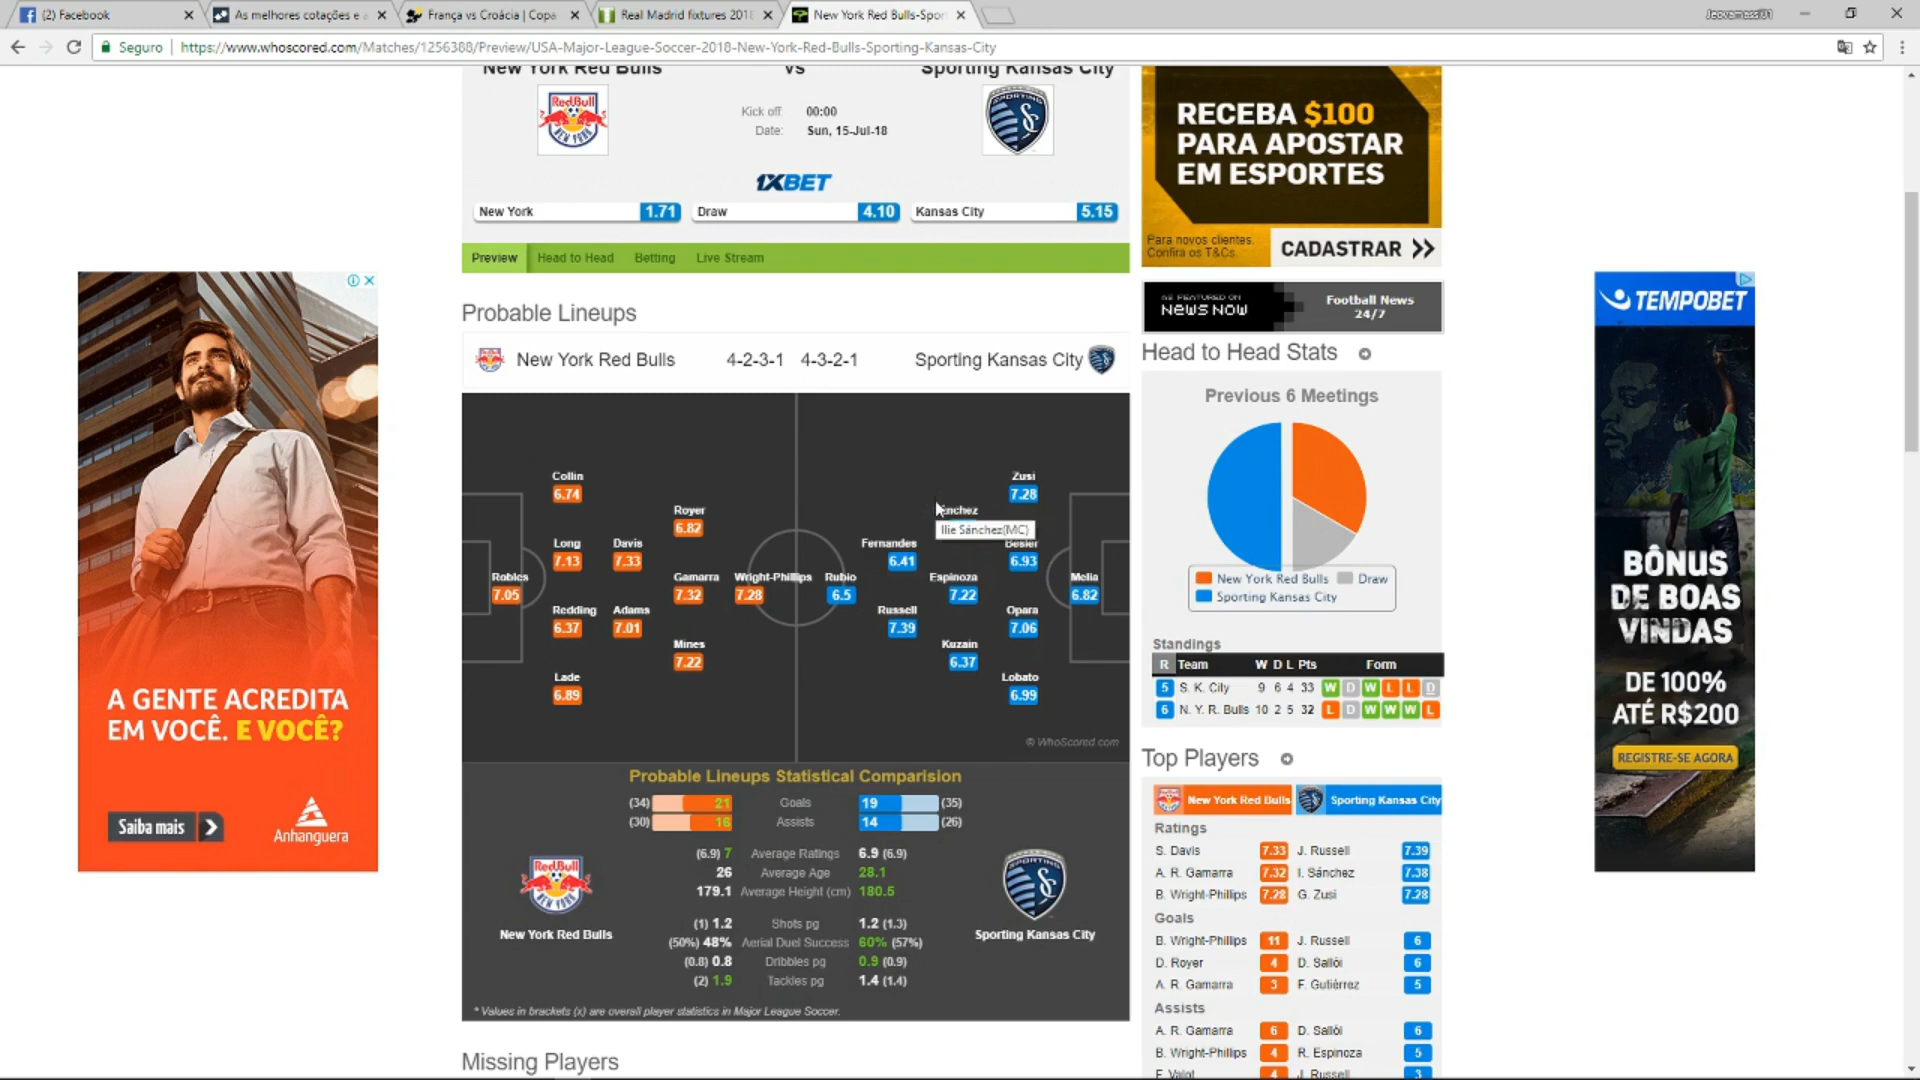 (2) Facebook
As melhores cotações e a
França vs Croácia | Copa
Real Madrid fixtures 2018
New York Red Bulls-Spor
Seguro
https://www.whoscored.com/Matches/1256388/Preview/USA-Major-League-Soccer-2018-New-York-Red-Bulls-Sporting-Kansas-City
New York Red Bulls vs Sporting Kansas City
Kick off: 00:00
Date: Sun, 15-Jul-18
1XBET
New York 1.71 Draw 4.10 Kansas City 5.15
Preview Head to Head Betting Live Stream
Probable Lineups
New York Red Bulls 4-2-3-1 4-3-2-1 Sporting Kansas City
Collin
6.74
Royer
6.82
Long
7.13
Davis
7.33
Robles
7.05
Gamarra
7.32
Wright-Phillips
7.28
Redding
6.37
Adams
7.01
Mines
7.22
Lade
6.89
Zusi
7.28
Ilie Sánchez(MC)
Fernandes
6.41
Besler
6.93
Rubio
6.5
Espinoza
7.22
Melia
6.82
Russell
7.39
Opara
7.06
Kuzain
6.37
Lobato
6.99
© WhoScored.com
Probable Lineups Statistical Comparision
(34) 21 Goals 19 (35)
(30) 16 Assists 14 (26)
(6.9) 7 Average Ratings 6.9 (6.9)
26 Average Age 28.1
179.1 Average Height (cm) 180.5
(1) 1.2 Shots pg 1.2 (1.3)
(50%) 48% Aerial Duel Success 60% (57%)
(0.8) 0.8 Dribbles pg 0.9 (0.9)
(2) 1.9 Tackles pg 1.4 (1.4)
New York Red Bulls
Sporting Kansas City
* Values in brackets (x) are overall player statistics in Major League Soccer.
Missing Players
RECEBA $100
PARA APOSTAR
EM ESPORTES
Para novos clientes.
Confira os T&Cs.
CADASTRAR
AS FEATURED ON
NEWS NOW
Football News
24/7
Head to Head Stats
Previous 6 Meetings
New York Red Bulls Draw
Sporting Kansas City
Standings
R Team W D L Pts Form
5 S. K. City 9 6 4 33 W D W L L D
6 N. Y. R. Bulls 10 2 5 32 L D W W W L
Top Players
New York Red Bulls Sporting Kansas City
Ratings
S. Davis 7.33 J. Russell 7.39
A. R. Gamarra 7.32 I. Sánchez 7.38
B. Wright-Phillips 7.28 G. Zusi 7.28
Goals
B. Wright-Phillips 11 J. Russell 6
D. Royer 4 D. Sallói 6
A. R. Gamarra 3 F. Gutiérrez 5
Assists
A. R. Gamarra 6 D. Sallói 6
B. Wright-Phillips 4 R. Espinoza 5
F. Valot 4 J. Russell 3
A GENTE ACREDITA
EM VOCÊ. E VOCÊ?
Saiba mais
Anhanguera
TEMPOBET
BÔNUS
DE BOAS
VINDAS
DE 100%
ATÉ R$200
REGISTRE-SE AGORA